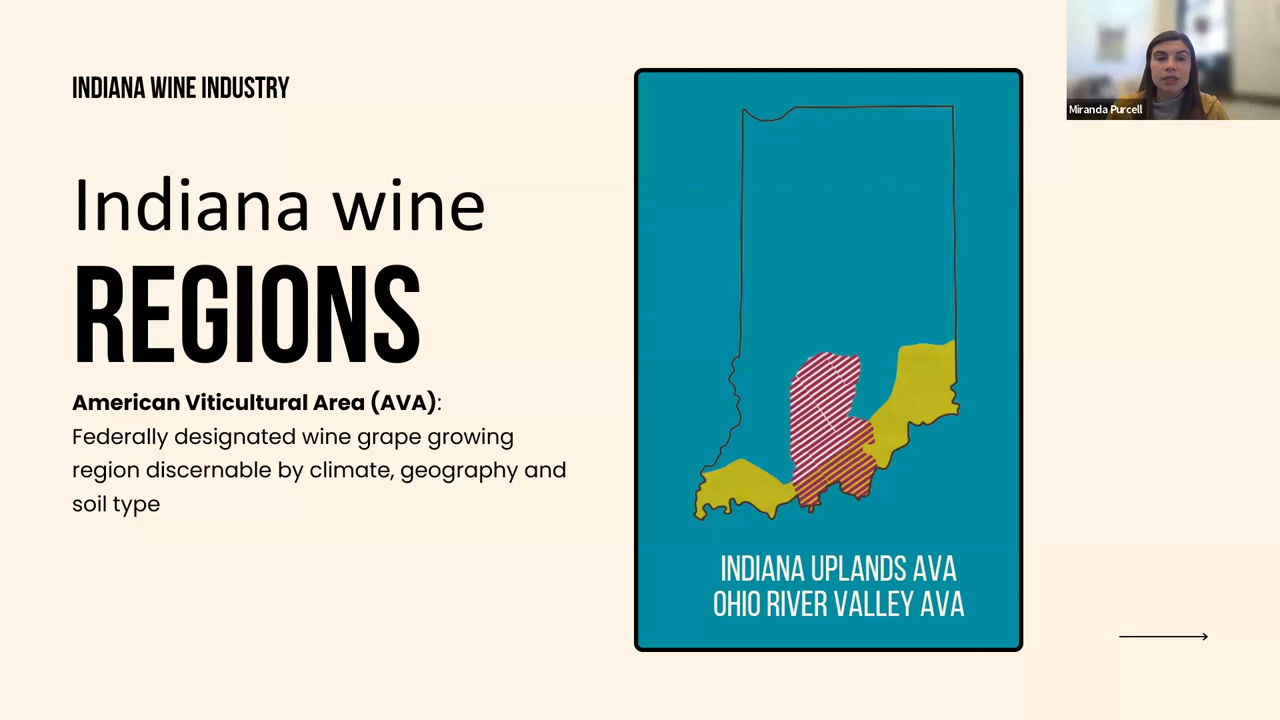 INDIANA WINE INDUSTRY
Indiana wine
REGIONS
American Viticultural Area (AVA):
Federally designated wine grape growing
region discernable by climate, geography and
soil type
INDIANA UPLANDS AVA
OHIO RIVER VALLEY AVA
Miranda Purcell